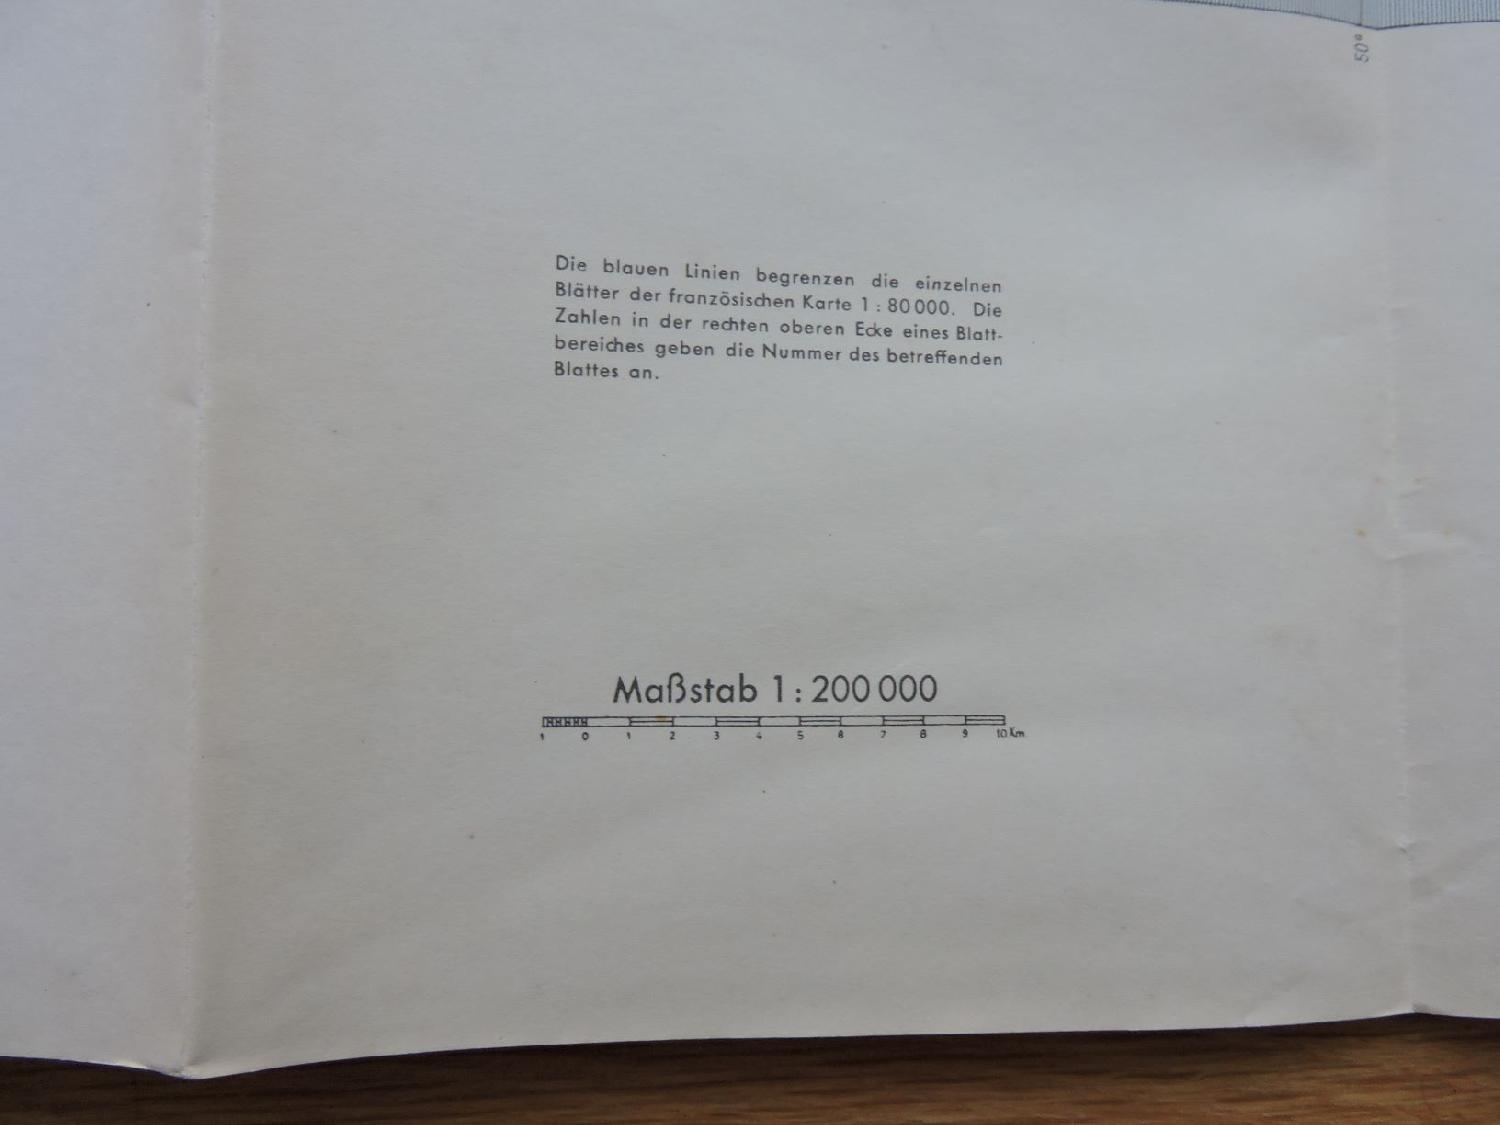 50°
Die blauen Linien begrenzen die einzelnen
Blätter der französischen Karte 1 : 80 000. Die
Zahlen in der rechten oberen Ecke eines Blatt-
bereiches geben die Nummer des betreffenden
Blattes an.
Maßstab 1 : 200 000
1 0 1 2 3 4 5 6 7 8 9 10 Km